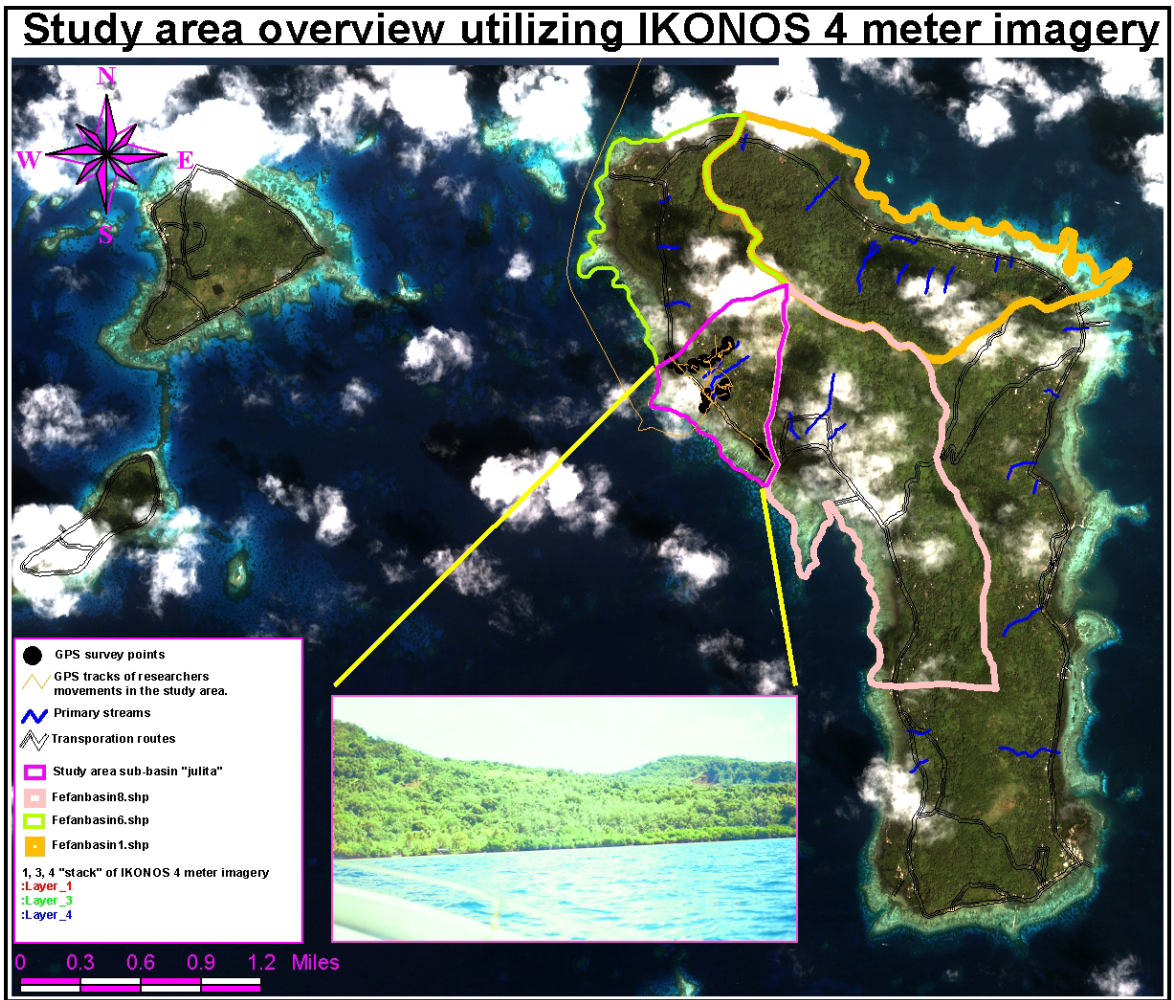 Study area overview utilizing IKONOS 4 meter imagery
N
W
E
S
GPS survey points
GPS tracks of researchers
movements in the study area.
Primary streams
Transporation routes
Study area sub-basin "julita"
Fefanbasin8.shp
Fefanbasin6.shp
Fefanbasin1.shp
1, 3, 4 "stack" of IKONOS 4 meter imagery
:Layer_1
:Layer_3
:Layer_4
0 0.3 0.6 0.9 1.2 Miles